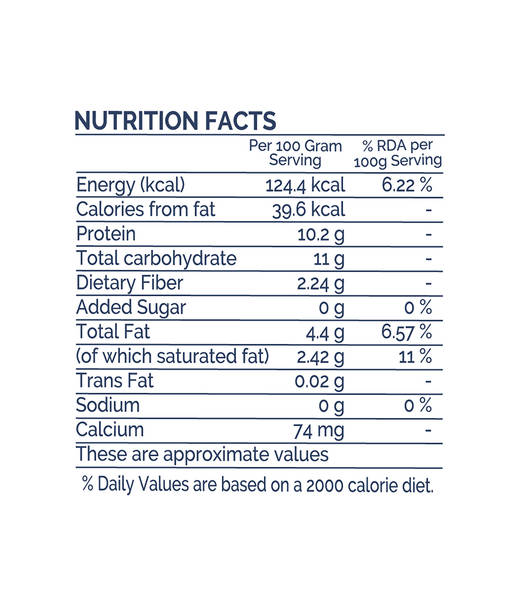 NUTRITION FACTS
Per 100 Gram Serving % RDA per 100g Serving
Energy (kcal) 124.4 kcal 6.22 %
Calories from fat 39.6 kcal -
Protein 10.2 g -
Total carbohydrate 11 g -
Dietary Fiber 2.24 g -
Added Sugar 0 g 0 %
Total Fat 4.4 g 6.57 %
(of which saturated fat) 2.42 g 11 %
Trans Fat 0.02 g -
Sodium 0 g 0 %
Calcium 74 mg -
These are approximate values
% Daily Values are based on a 2000 calorie diet.